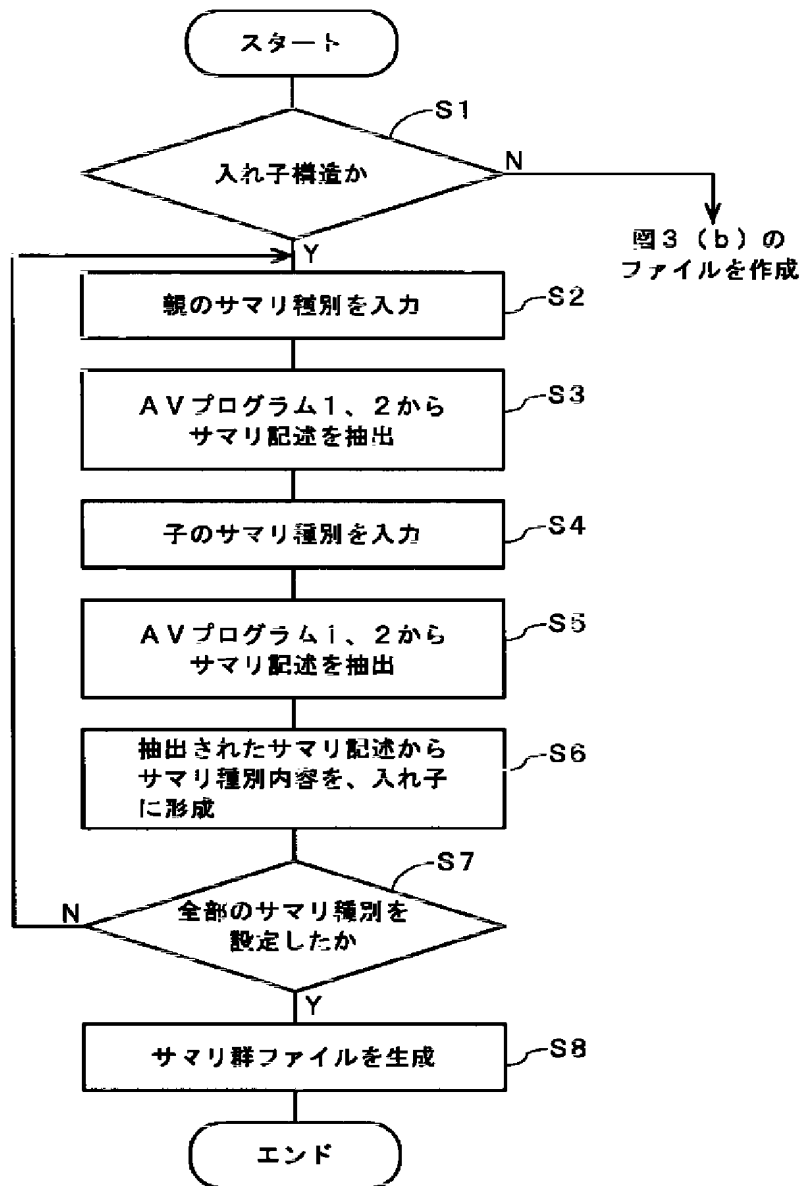 スタート
S1
入れ子構造か
N
Y
図3(b)の
ファイルを作成
親のサマリ種別を入力
S2
AVプログラム1、2から
サマリ記述を抽出
S3
子のサマリ種別を入力
S4
AVプログラム1、2から
サマリ記述を抽出
S5
抽出されたサマリ記述から
サマリ種別内容を、入れ子
に形成
S6
S7
全部のサマリ種別を
設定したか
N
Y
サマリ群ファイルを生成
S8
エンド